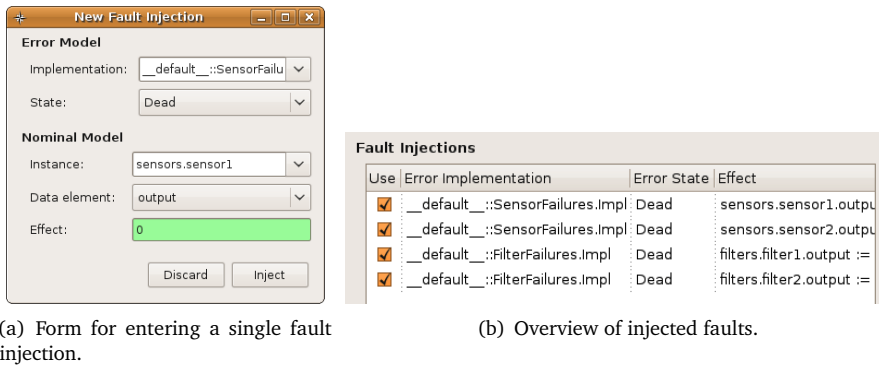 New Fault Injection
Error Model
Implementation: __default__::SensorFailu
State: Dead
Nominal Model
Instance: sensors.sensor1
Data element: output
Effect: 0
Discard Inject
(a) Form for entering a single fault
injection.
Fault Injections
Use Error Implementation Error State Effect
__default__::SensorFailures.Impl Dead sensors.sensor1.outpu
__default__::SensorFailures.Impl Dead sensors.sensor2.outpu
__default__::FilterFailures.Impl Dead filters.filter1.output :=
__default__::FilterFailures.Impl Dead filters.filter2.output :=
(b) Overview of injected faults.